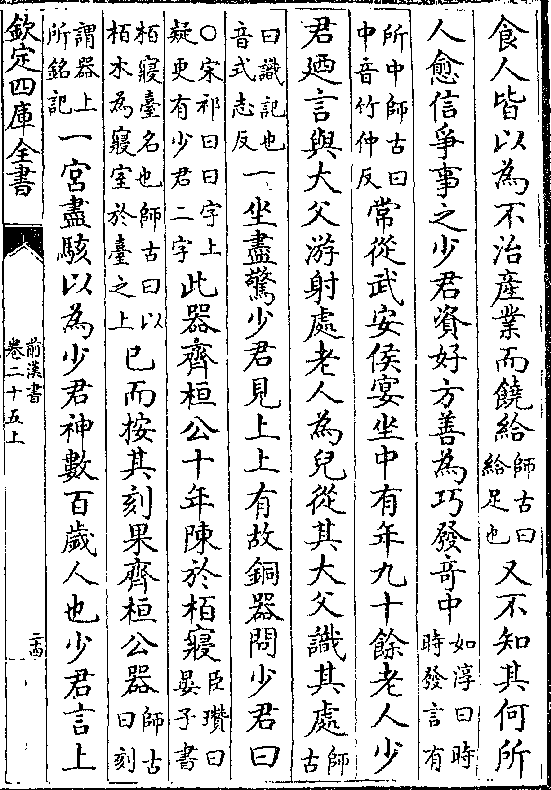 食人皆以為不治產業而饒給師古曰給足也又不知其何所
人愈信爭事之少君資好方善為巧發竒中如淳曰時時發言有
所中師古曰中音竹仲反常從武安侯宴坐中有年九十餘老人少
君廼言與大父游射處老人為兒從其大父識其處師古
曰識記也音式志反一坐盡驚少君見上上有故銅器問少君曰
○宋祁曰曰字上疑更有少君二字此器齊桓公十年陳於栢寢臣瓚曰晏子書
栢寢臺名也師古曰以栢木為寢室於臺之上已而按其刻果齊桓公器師古曰刻
謂器上所銘記一宮盡駭以為少君神數百歲人也少君言上
欽定四庫全書
前漢書
卷二十五上
二十四